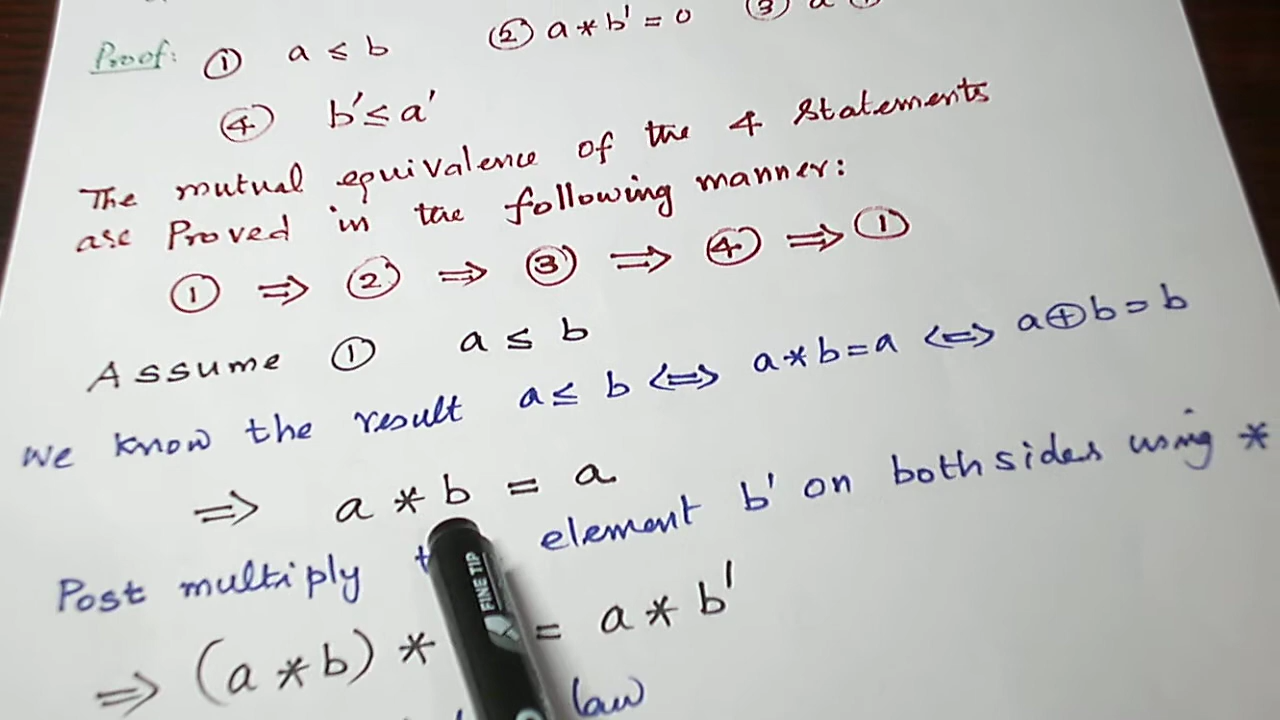 Proof: ① a ≤ b ② a * b' = 0 ③ a
④ b' ≤ a'
The mutual equivalence of the 4 statements
are Proved in the following manner:
① ⇒ ② ⇒ ③ ⇒ ④ ⇒ ①
Assume ① a ≤ b
We know the result a ≤ b ⇔ a * b = a ⇔ a ⊕ b = b
⇒ a * b = a
Post multiply element b' on both sides using *
⇒ (a * b) * = a * b'
law
FINE TIP